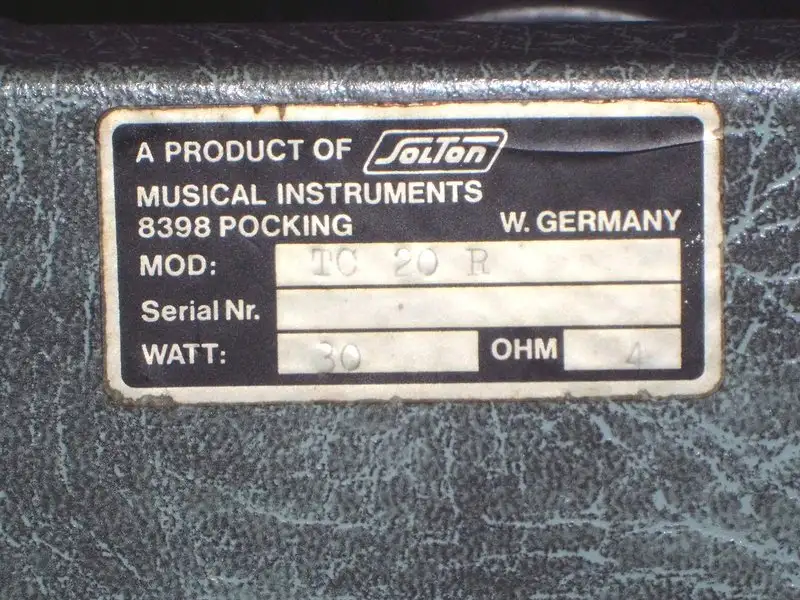 A PRODUCT OF SOLTON
MUSICAL INSTRUMENTS
8398 POCKING W. GERMANY
MOD: TC 20 R
Serial Nr.
WATT: 30 OHM 4